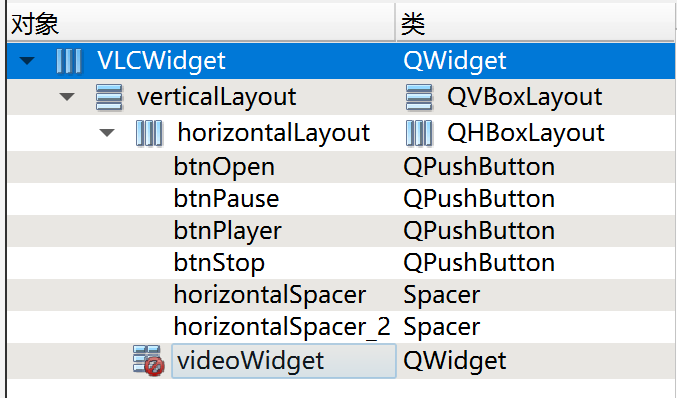 对象 类
VLCWidget QWidget
verticalLayout QVBoxLayout
horizontalLayout QHBoxLayout
btnOpen QPushButton
btnPause QPushButton
btnPlayer QPushButton
btnStop QPushButton
horizontalSpacer Spacer
horizontalSpacer_2 Spacer
videoWidget QWidget